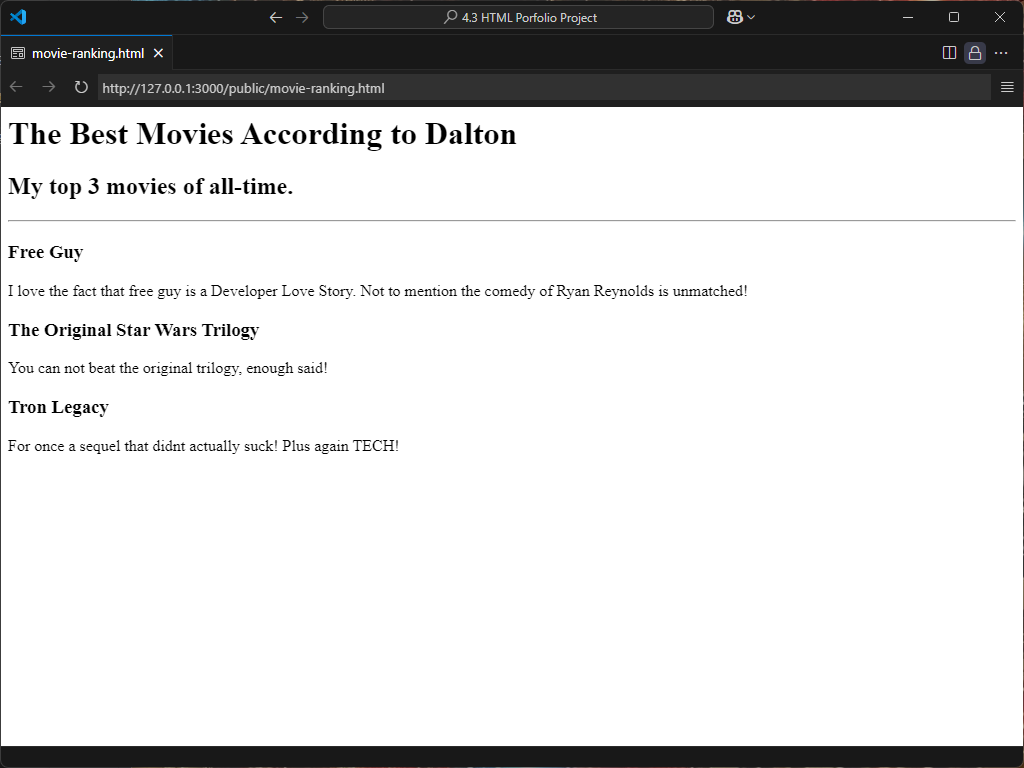 4.3 HTML Porfolio Project
movie-ranking.html
http://127.0.0.1:3000/public/movie-ranking.html
The Best Movies According to Dalton
My top 3 movies of all-time.
Free Guy
I love the fact that free guy is a Developer Love Story. Not to mention the comedy of Ryan Reynolds is unmatched!
The Original Star Wars Trilogy
You can not beat the original trilogy, enough said!
Tron Legacy
For once a sequel that didnt actually suck! Plus again TECH!